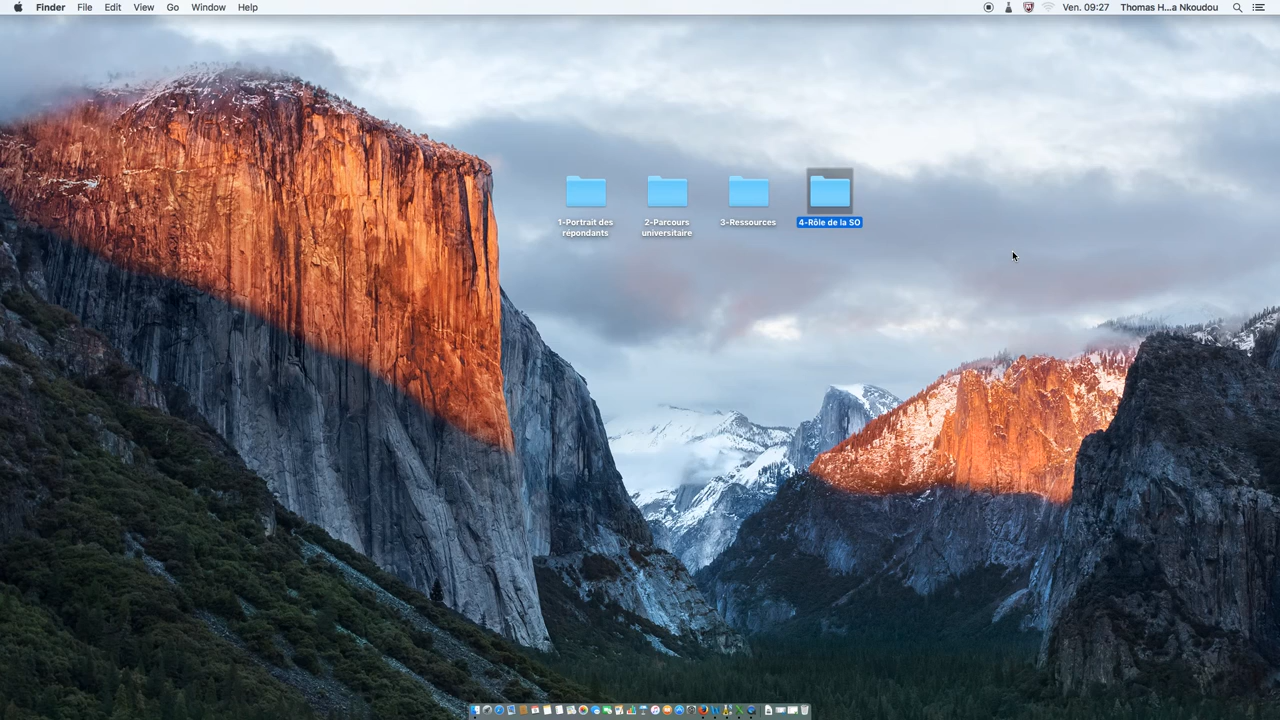 Finder File Edit View Go Window Help Ven. 09:27 Thomas H...a Nkoudou
1-Portrait des
répondants
2-Parcours
universitaire
3-Ressources
4-Rôle de la SO